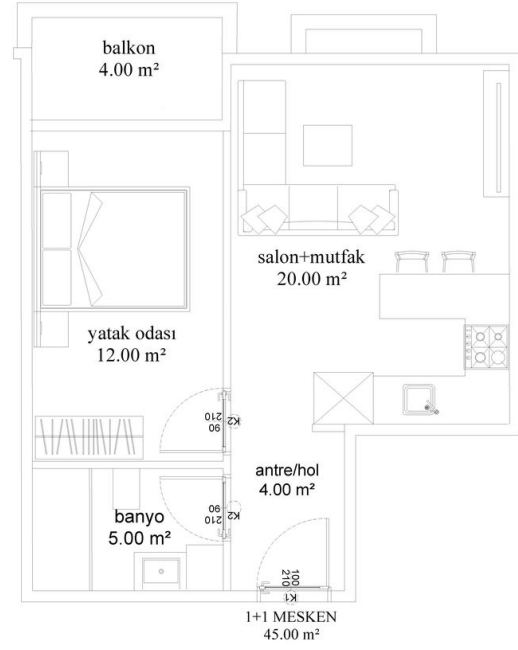 balkon
4.00 m²
salon+mutfak
20.00 m²
yatak odası
12.00 m²
210
90
K2
antre/hol
4.00 m²
banyo
5.00 m²
210
90
K2
100
210
K1
1+1 MESKEN
45.00 m²